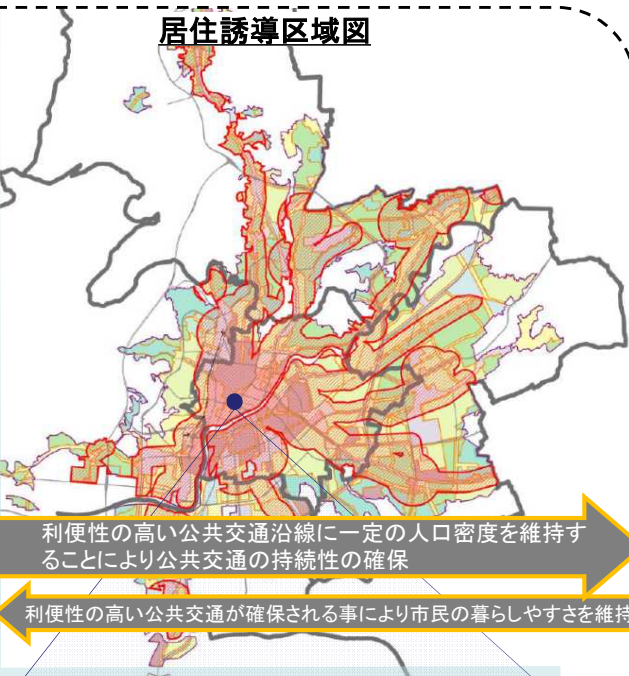 居住誘導区域図
利便性の高い公共交通沿線に一定の人口密度を維持す
ることにより公共交通の持続性の確保
利便性の高い公共交通が確保される事により市民の暮らしやすさを維持